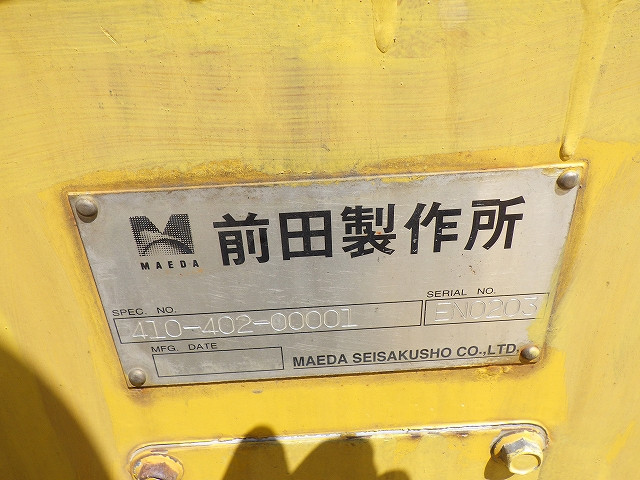 MAEDA
前田製作所
SPEC. NO.
410-402-00001
SERIAL NO.
EN0203
MFG. DATE
MAEDA SEISAKUSHO CO.,LTD.